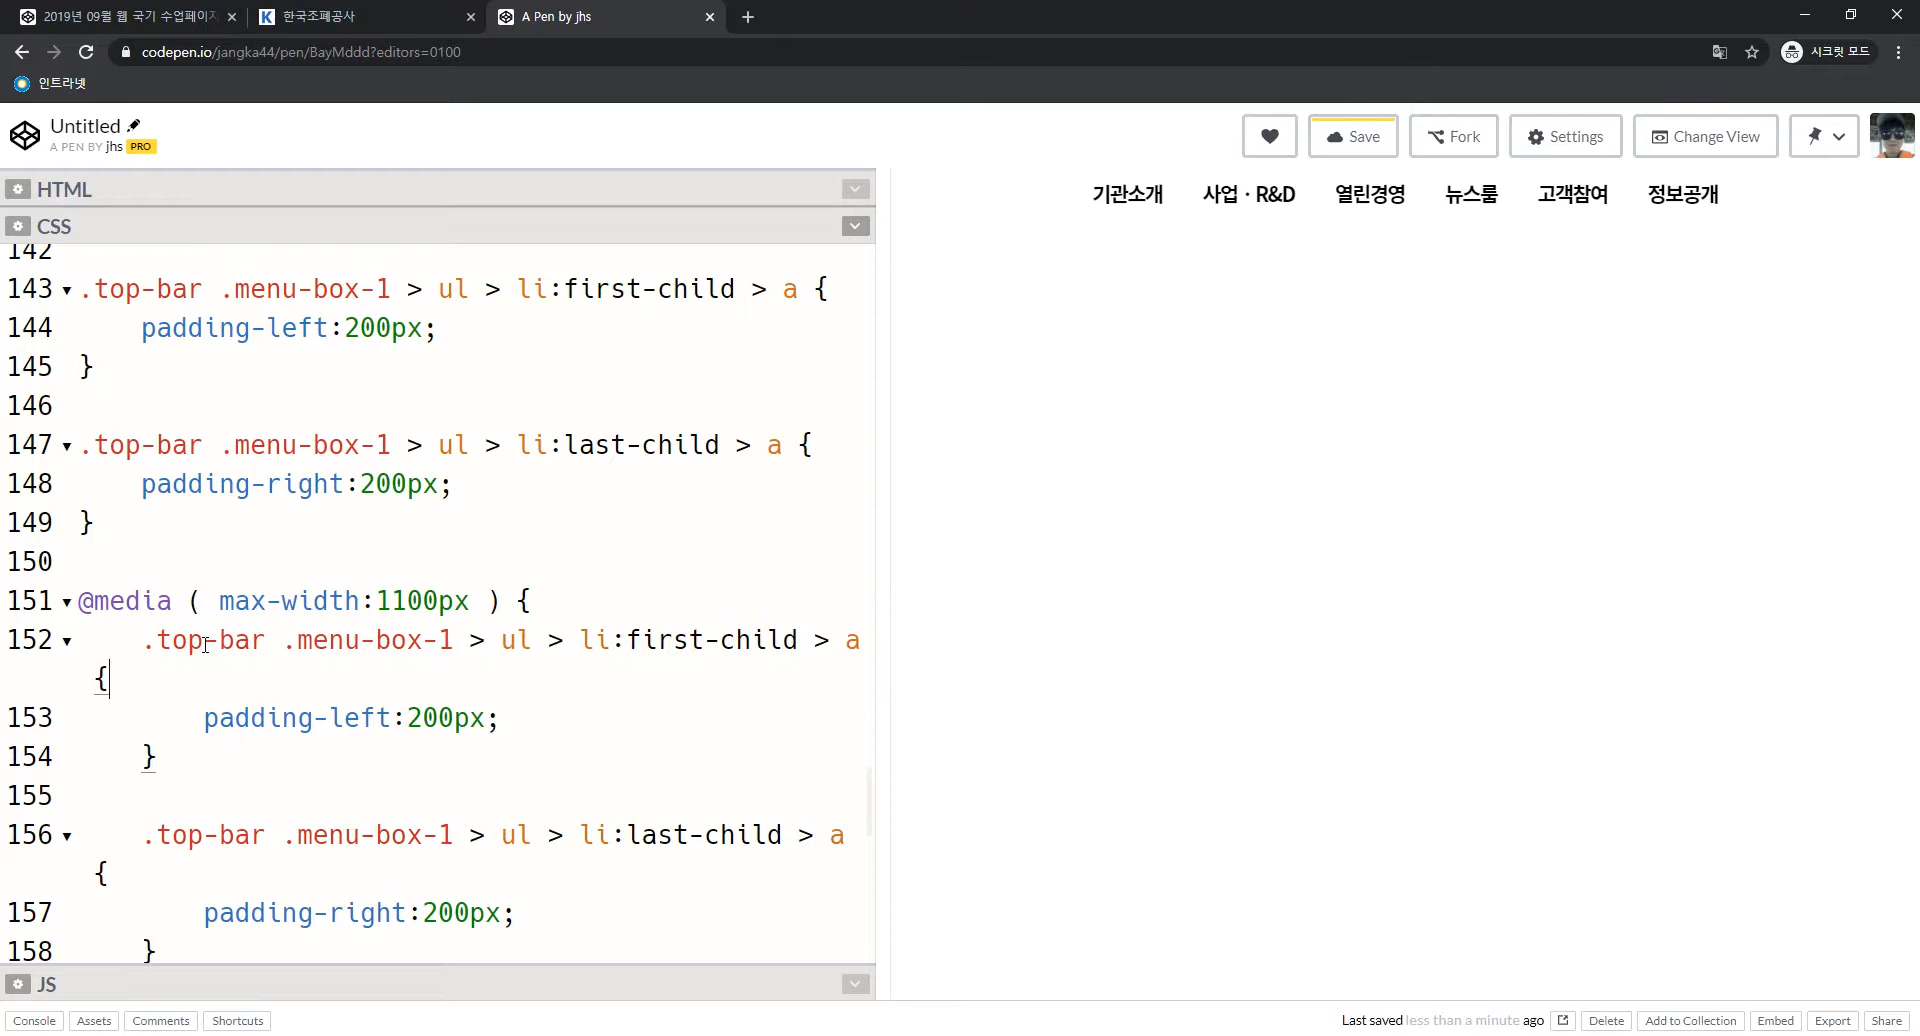 2019년 09월 웹 국기 수업페이지
한국조폐공사
A Pen by jhs
codepen.io/jangka44/pen/BayMddd?editors=0100
시크릿 모드
인트라넷
Untitled
A PEN BY jhs PRO
Save
Fork
Settings
Change View
HTML
CSS
142
143 .top-bar .menu-box-1 > ul > li:first-child > a {
144 padding-left:200px;
145 }
146
147 .top-bar .menu-box-1 > ul > li:last-child > a {
148 padding-right:200px;
149 }
150
151 @media ( max-width:1100px ) {
152 .top-bar .menu-box-1 > ul > li:first-child > a
{
153 padding-left:200px;
154 }
155
156 .top-bar .menu-box-1 > ul > li:last-child > a
{
157 padding-right:200px;
158 }
JS
기관소개 사업 · R&D 열린경영 뉴스룸 고객참여 정보공개
Console Assets Comments Shortcuts
Last saved less than a minute ago
Delete Add to Collection Embed Export Share